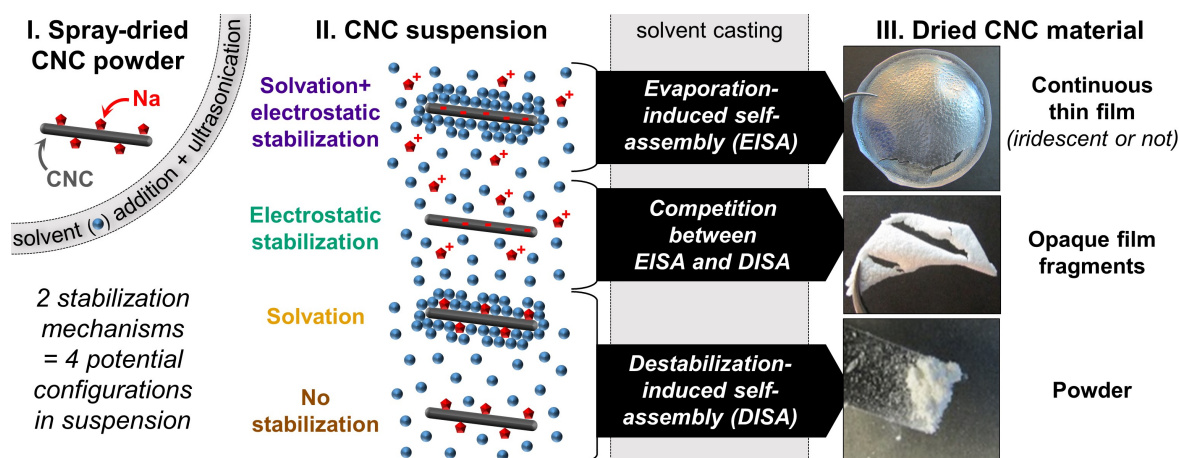 I. Spray-dried
CNC powder
Na
CNC
solvent ( ) addition + ultrasonication
2 stabilization
mechanisms
= 4 potential
configurations
in suspension
II. CNC suspension
Solvation+
electrostatic
stabilization
Electrostatic
stabilization
Solvation
No
stabilization
solvent casting
Evaporation-
induced self-
assembly (EISA)
Competition
between
EISA and DISA
Destabilization-
induced self-
assembly (DISA)
III. Dried CNC material
Continuous
thin film
(iridescent or not)
Opaque film
fragments
Powder